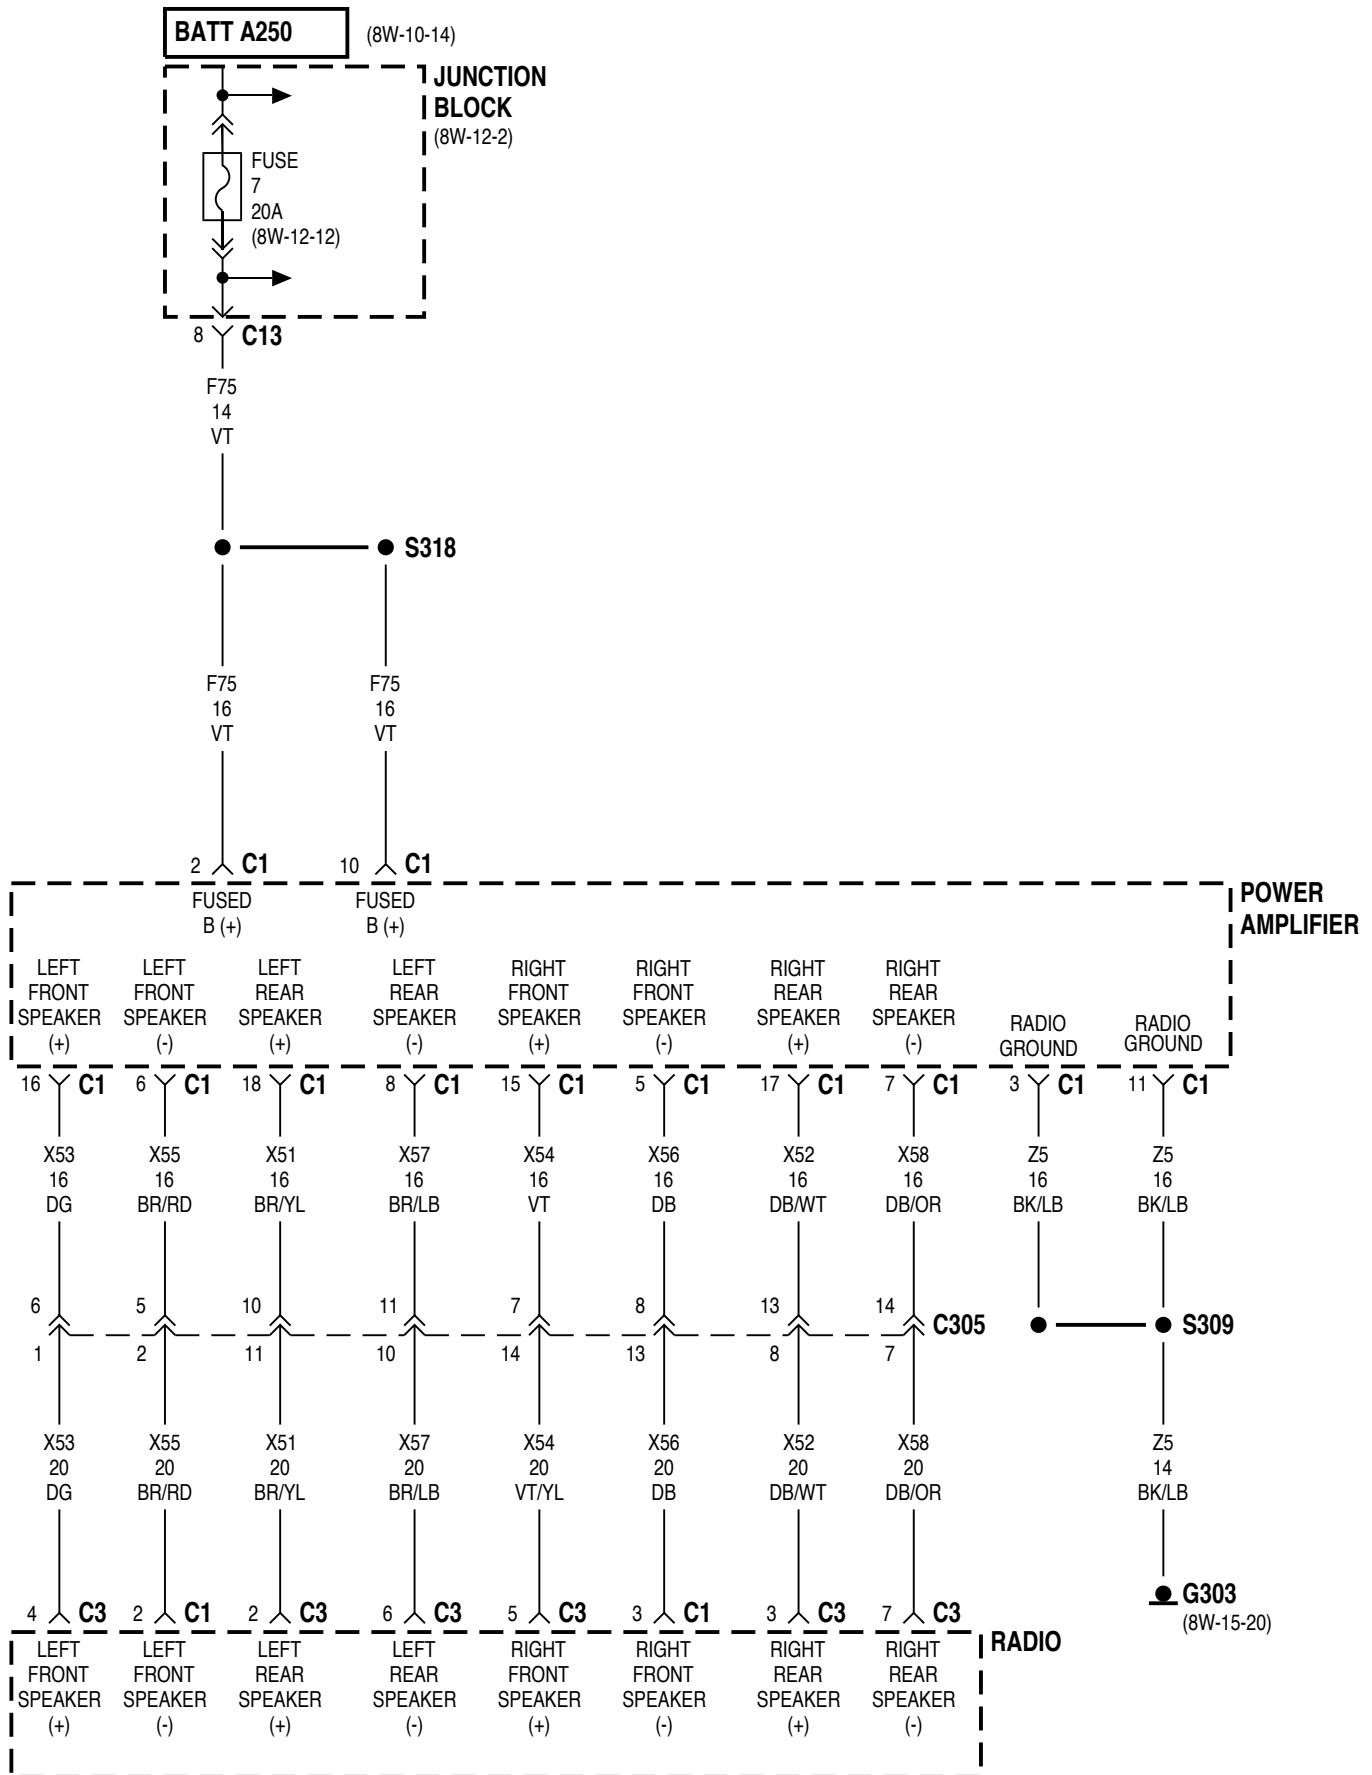 BATT A250 (8W-10-14)
JUNCTION
BLOCK
(8W-12-2)
FUSE
7
20A
(8W-12-12)
8 C13
F75
14
VT
S318
F75 F75
16 16
VT VT
2 C1 10 C1
FUSED FUSED
B (+) B (+)
POWER
AMPLIFIER
LEFT LEFT LEFT LEFT RIGHT RIGHT RIGHT RIGHT
FRONT FRONT REAR REAR FRONT FRONT REAR REAR
SPEAKER SPEAKER SPEAKER SPEAKER SPEAKER SPEAKER SPEAKER SPEAKER RADIO RADIO
(+) (-) (+) (-) (+) (-) (+) (-) GROUND GROUND
16 C1 6 C1 18 C1 8 C1 15 C1 5 C1 17 C1 7 C1 3 C1 11 C1
X53 X55 X51 X57 X54 X56 X52 X58 Z5 Z5
16 16 16 16 16 16 16 16 16 16
DG BR/RD BR/YL BR/LB VT DB DB/WT DB/OR BK/LB BK/LB
6 5 10 11 7 8 13 14 C305 S309
1 2 11 10 14 13 8 7
X53 X55 X51 X57 X54 X56 X52 X58 Z5
20 20 20 20 20 20 20 20 14
DG BR/RD BR/YL BR/LB VT/YL DB DB/WT DB/OR BK/LB
G303
(8W-15-20)
4 C3 2 C1 2 C3 6 C3 5 C3 3 C1 3 C3 7 C3
RADIO
LEFT LEFT LEFT LEFT RIGHT RIGHT RIGHT RIGHT
FRONT FRONT REAR REAR FRONT FRONT REAR REAR
SPEAKER SPEAKER SPEAKER SPEAKER SPEAKER SPEAKER SPEAKER SPEAKER
(+) (-) (+) (-) (+) (-) (+) (-)